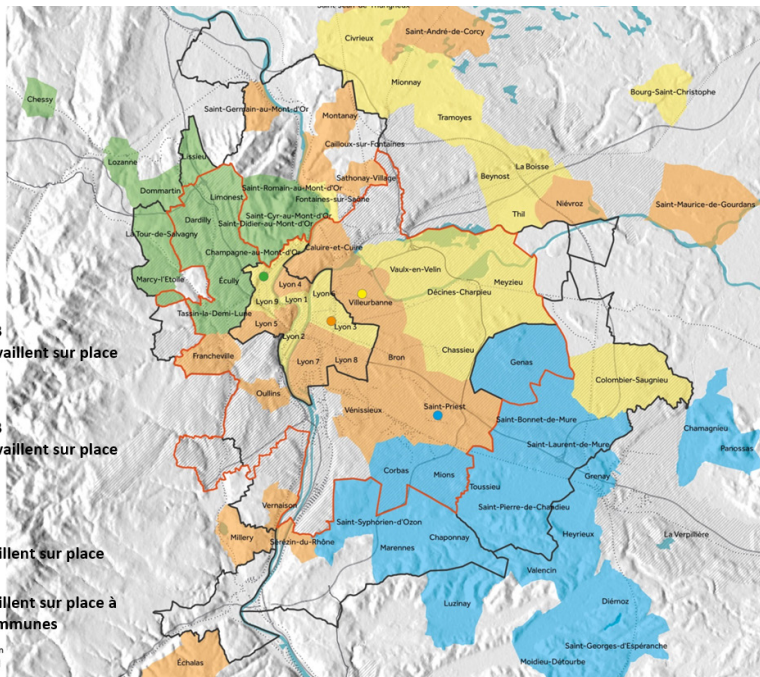 Civrieux
Saint-André-de-Corcy
Mionnay
Chessy
Bourg-Saint-Christophe
Saint-Germain-au-Mont-d'Or
Montanay
Tramoyes
Cailloux-sur-Fontaines
Lissieu
Lozanne
La Boisse
Beynost
Sathonay-Village
Dommartin
Limonest
Saint-Romain-au-Mont-d'Or
Fontaines-sur-Saône
Niévroz
Saint-Maurice-de-Gourdans
Thil
Saint-Cyr-au-Mont-d'Or
Dardilly
Saint-Didier-au-Mont-d'Or
La-Tour-de-Salvagny
Caluire-et-Cuire
Champagne-au-Mont-d'Or
Vaulx-en-Velin
Marcy-l'Etoile
Écully
Lyon 4
Meyzieu
Décines-Charpieu
Lyon 6
Lyon 9
Lyon 1
Villeurbanne
Tassin-la-Demi-Lune
Lyon 5
Lyon 3
vaillent sur place
Lyon 2
Chassieu
Francheville
Bron
Lyon 7
Lyon 8
Genas
Colombier-Saugnieu
Oullins
Vénissieux
Saint-Priest
Saint-Bonnet-de-Mure
Chamagnieu
vaillent sur place
Saint-Laurent-de-Mure
Panossas
Corbas
Mions
Grenay
Toussieu
Vernaison
Saint-Pierre-de-Chandieu
Saint-Syphorien-d'Ozon
Heyrieux
La Verpillière
Millery
Sérézin-du-Rhône
Chaponnay
Marennes
illent sur place
Valencin
illent sur place à
mmunes
Luzinay
Diémoz
Saint-Georges-d'Espéranche
Échalas
Moidieu-Détourbe